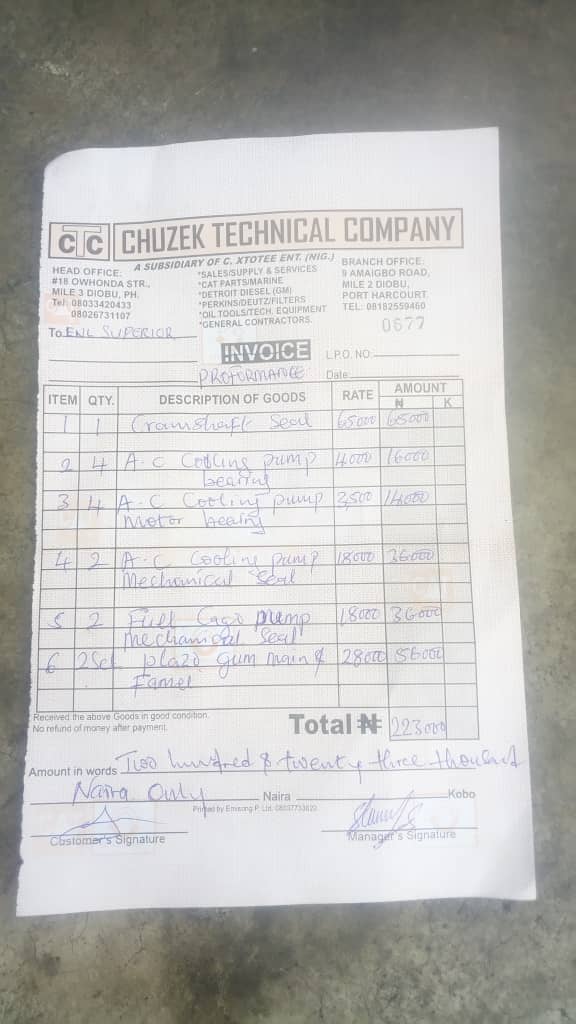 CTC CHUZEK TECHNICAL COMPANY
A SUBSIDIARY OF C. XTOTEE ENT. (NIG.)
HEAD OFFICE:
#18 OWHONDA STR.,
MILE 3 DIOBU, PH.
Tel: 08033420433
08026731107
*SALES/SUPPLY & SERVICES
*CAT PARTS/MARINE
*DETROIT DIESEL (GM)
*PERKINS/DEUTZ/FILTERS
*OIL TOOLS/TECH. EQUIPMENT
*GENERAL CONTRACTORS.
BRANCH OFFICE:
9 AMAIGBO ROAD,
MILE 2 DIOBU,
PORT HARCOURT.
TEL: 08182559460
0677
To ENL SUPERIOR
INVOICE L.P.O. NO:
PROFORMANCE Date:
ITEM QTY. DESCRIPTION OF GOODS RATE AMOUNT
₦ K
1 1 Cramshaft Seal 65000 65000
2 4 A.C Cooling pump 4000 16000
bearing
3 4 A.C Cooling pump 3,500 14000
Motor bearing
4 2 A.C Cooling pump 18000 36000
Mechanical Seal
5 2 Fuel Cago pump 18000 36000
mechanical Seal
6 2Set plazo gum main & 28000 56000
Famel
Received the above Goods in good condition.
No refund of money after payment.
Total ₦ 223000
Amount in words Two hundred & twenty three thousand
Naira Only Naira Kobo
Printed by Envisong P. Ltd. 08037733622
Customer's Signature Manager's Signature